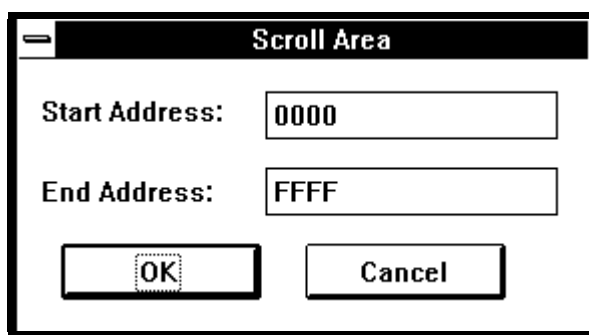 Scroll Area
Start Address: 0000
End Address: FFFF
OK Cancel